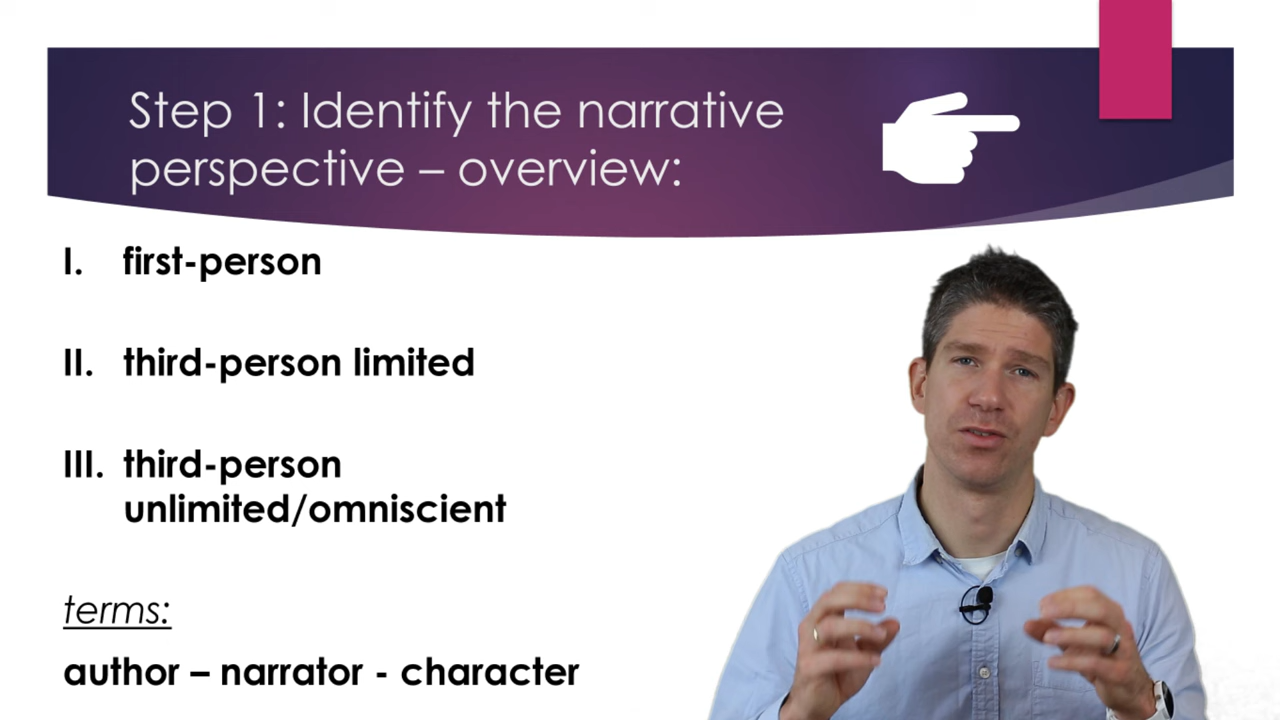 Step 1: Identify the narrative
perspective – overview:
I. first-person
II. third-person limited
III. third-person
unlimited/omniscient
terms:
author – narrator - character